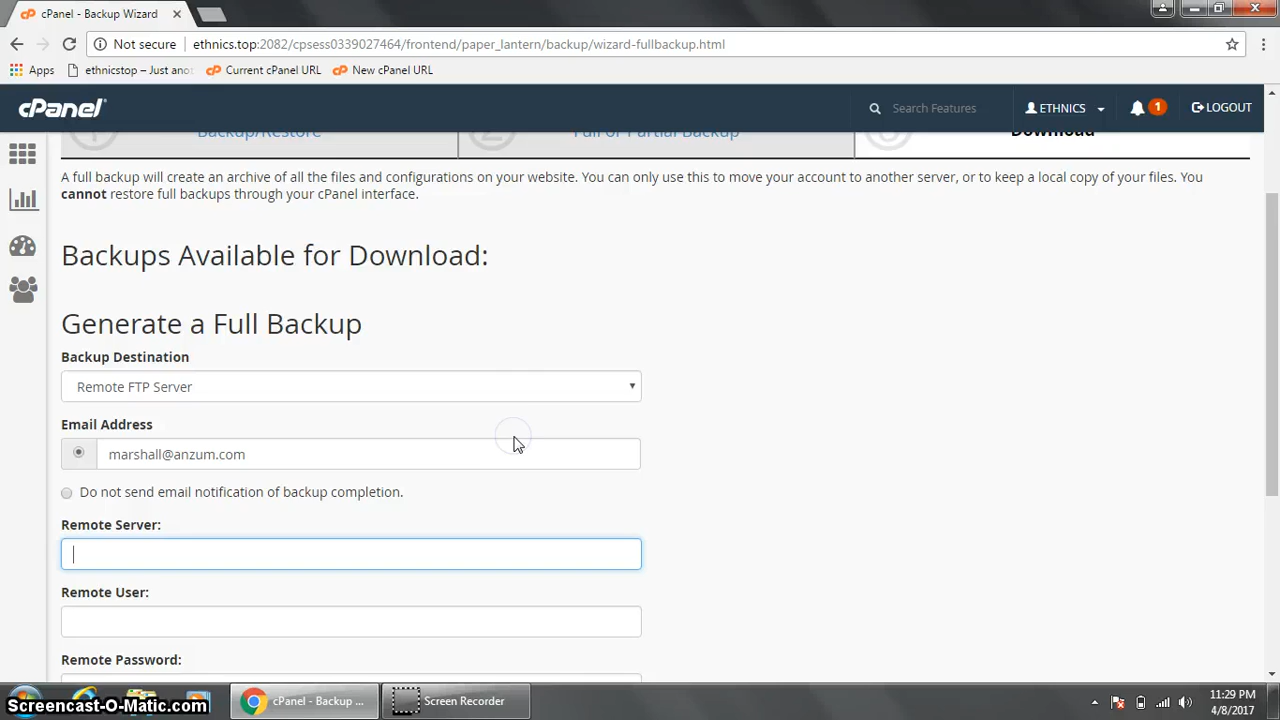 cPanel - Backup Wizard
Not secure ethnics.top:2082/cpsess0339027464/frontend/paper_lantern/backup/wizard-fullbackup.html
Apps ethnicstop – Just ano Current cPanel URL New cPanel URL
cPanel Search Features ETHNICS 1 LOGOUT
1 Backup/Restore 2 Full or Partial Backup 3 Download
A full backup will create an archive of all the files and configurations on your website. You can only use this to move your account to another server, or to keep a local copy of your files. You
cannot restore full backups through your cPanel interface.
Backups Available for Download:
Generate a Full Backup
Backup Destination
Remote FTP Server
Email Address
marshall@anzum.com
Do not send email notification of backup completion.
Remote Server:
Remote User:
Remote Password:
cPanel - Backup ... Screen Recorder 11:29 PM
4/8/2017
Screencast-O-Matic.com